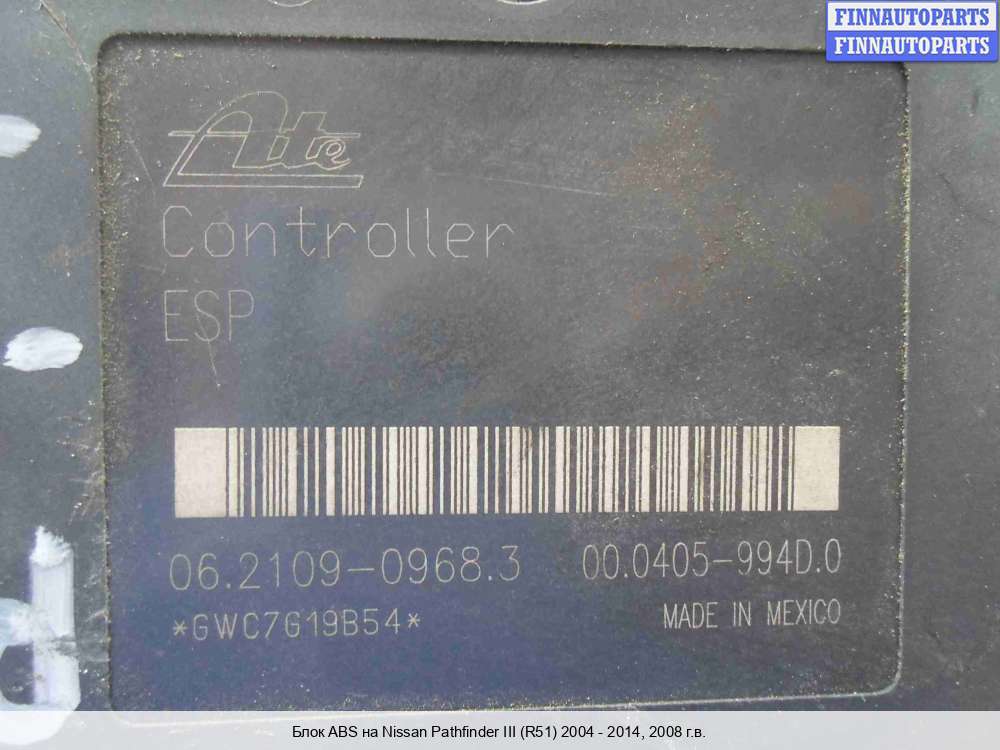 FINNAUTOPARTS
FINNAUTOPARTS
Ate
Controller
ESP
06.2109-0968.3 00.0405-994D.0
*GWC7G19B54* MADE IN MEXICO
Блок ABS на Nissan Pathfinder III (R51) 2004 - 2014, 2008 г.в.